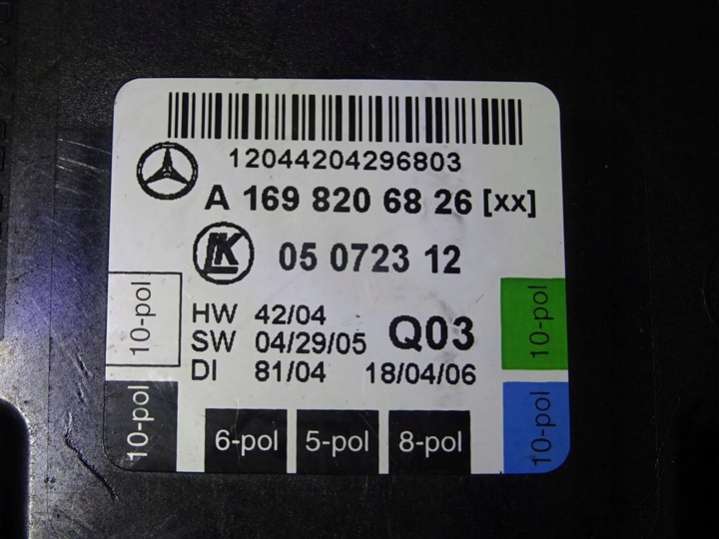 12044204296803
A 169 820 68 26 [xx]
K 05 0723 12
HW 42/04
SW 04/29/05 Q03
DI 81/04 18/04/06
10-pol
10-pol
10-pol
10-pol
6-pol 5-pol 8-pol